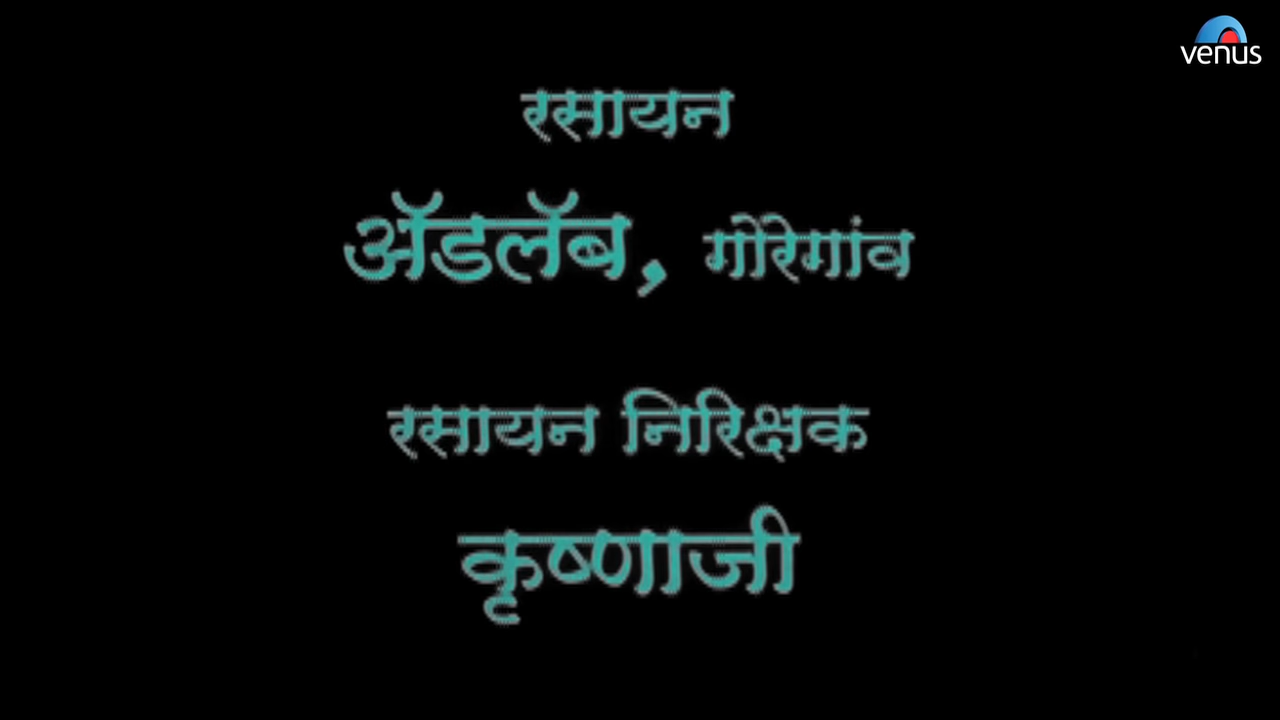 venus
रसायन
ॲडलॅब, गोरेगांव
रसायन निरिक्षक
कृष्णाजी